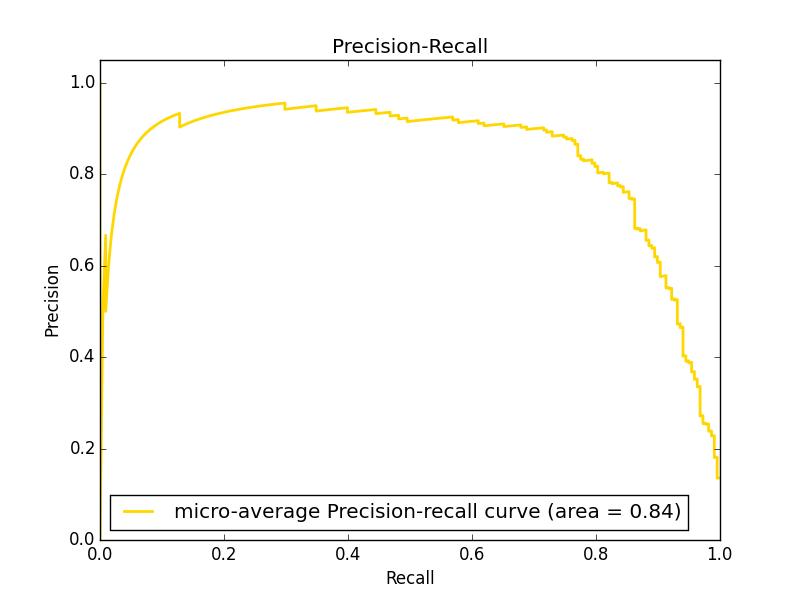 Precision-Recall
1.0
0.8
0.6
0.4
0.2
0.0
Precision
micro-average Precision-recall curve (area = 0.84)
0.0 0.2 0.4 0.6 0.8 1.0
Recall